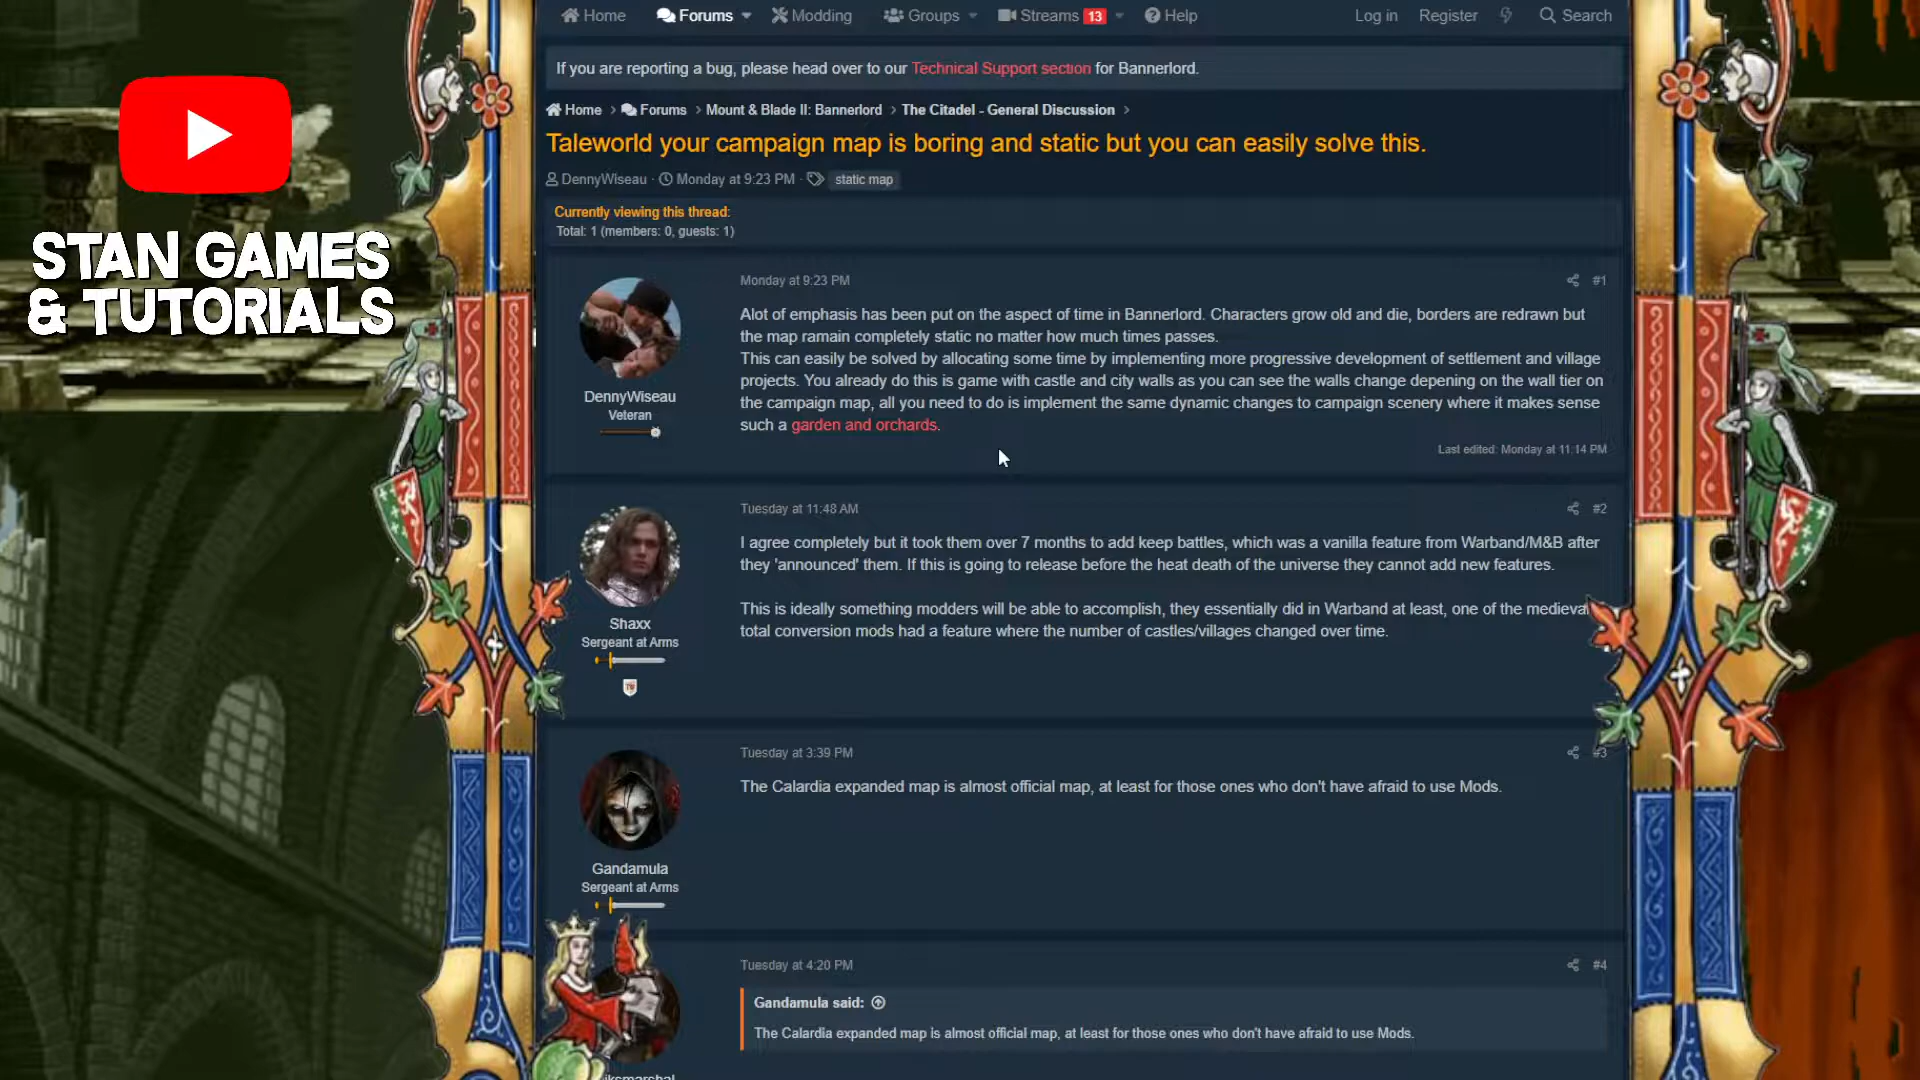 Home
Forums
Modding
Groups
Streams 13
Help
Log in
Register
Search
If you are reporting a bug, please head over to our Technical Support section for Bannerlord.
Home > Forums > Mount & Blade II: Bannerlord > The Citadel - General Discussion >
Taleworld your campaign map is boring and static but you can easily solve this.
DennyWiseau · Monday at 9:23 PM · static map
Currently viewing this thread:
Total: 1 (members: 0, guests: 1)
STAN GAMES
& TUTORIALS
Monday at 9:23 PM
#1
Alot of emphasis has been put on the aspect of time in Bannerlord. Characters grow old and die, borders are redrawn but
the map ramain completely static no matter how much times passes.
This can easily be solved by allocating some time by implementing more progressive development of settlement and village
projects. You already do this is game with castle and city walls as you can see the walls change depening on the wall tier on
the campaign map, all you need to do is implement the same dynamic changes to campaign scenery where it makes sense
such a garden and orchards.
DennyWiseau
Veteran
Last edited: Monday at 11:14 PM
Tuesday at 11:48 AM
#2
I agree completely but it took them over 7 months to add keep battles, which was a vanilla feature from Warband/M&B after
they 'announced' them. If this is going to release before the heat death of the universe they cannot add new features.
This is ideally something modders will be able to accomplish, they essentially did in Warband at least, one of the medieval
total conversion mods had a feature where the number of castles/villages changed over time.
Shaxx
Sergeant at Arms
TW
Tuesday at 3:39 PM
#3
The Calardia expanded map is almost official map, at least for those ones who don't have afraid to use Mods.
Gandamula
Sergeant at Arms
Tuesday at 4:20 PM
#4
Gandamula said:
The Calardia expanded map is almost official map, at least for those ones who don't have afraid to use Mods.